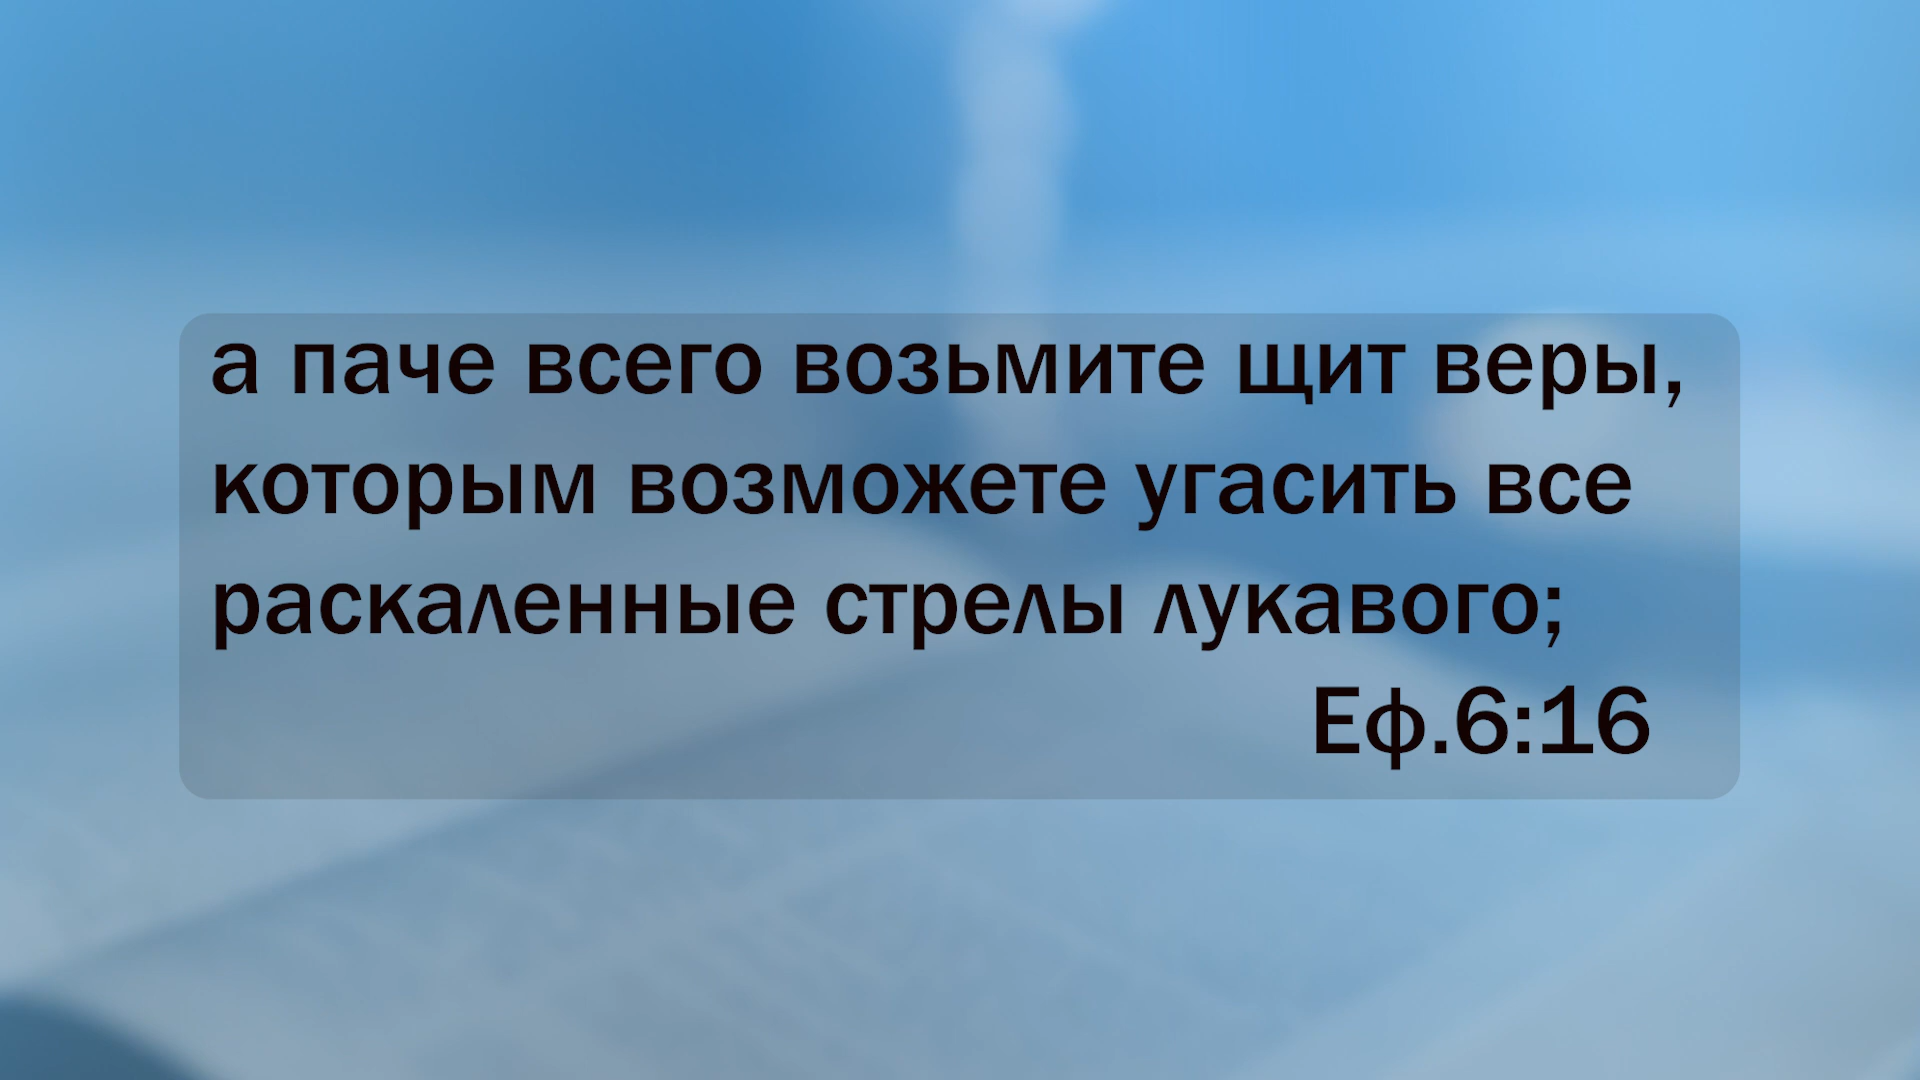 а паче всего возьмите щит веры,
которым возможете угасить все
раскаленные стрелы лукавого;
Еф.6:16